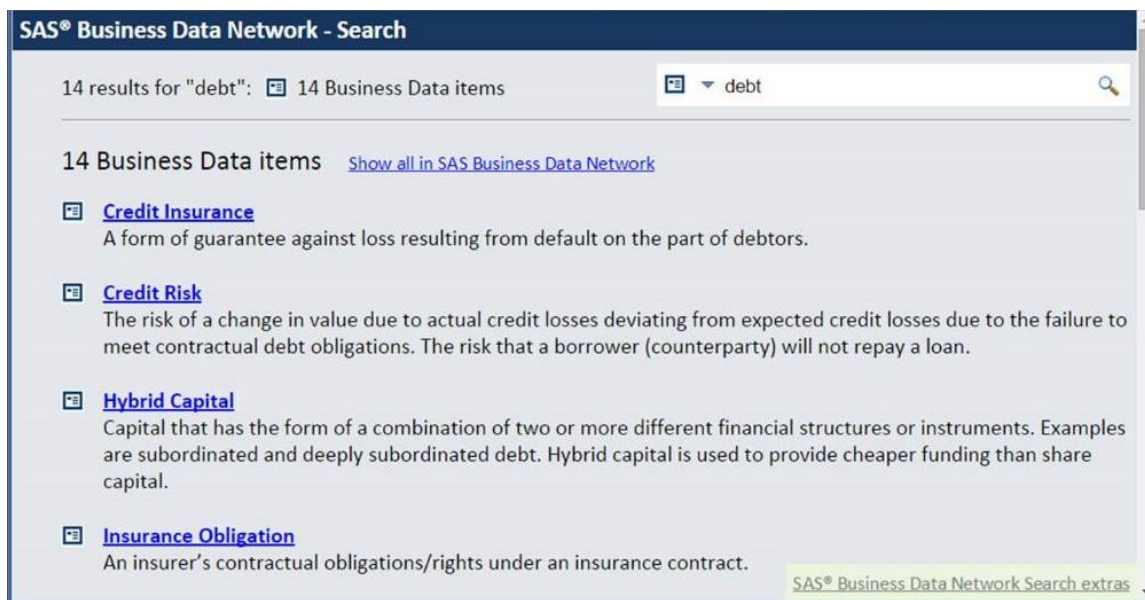 SAS® Business Data Network - Search
14 results for "debt": 14 Business Data items
debt
14 Business Data items Show all in SAS Business Data Network
Credit Insurance
A form of guarantee against loss resulting from default on the part of debtors.
Credit Risk
The risk of a change in value due to actual credit losses deviating from expected credit losses due to the failure to
meet contractual debt obligations. The risk that a borrower (counterparty) will not repay a loan.
Hybrid Capital
Capital that has the form of a combination of two or more different financial structures or instruments. Examples
are subordinated and deeply subordinated debt. Hybrid capital is used to provide cheaper funding than share
capital.
Insurance Obligation
An insurer's contractual obligations/rights under an insurance contract.
SAS® Business Data Network Search extras